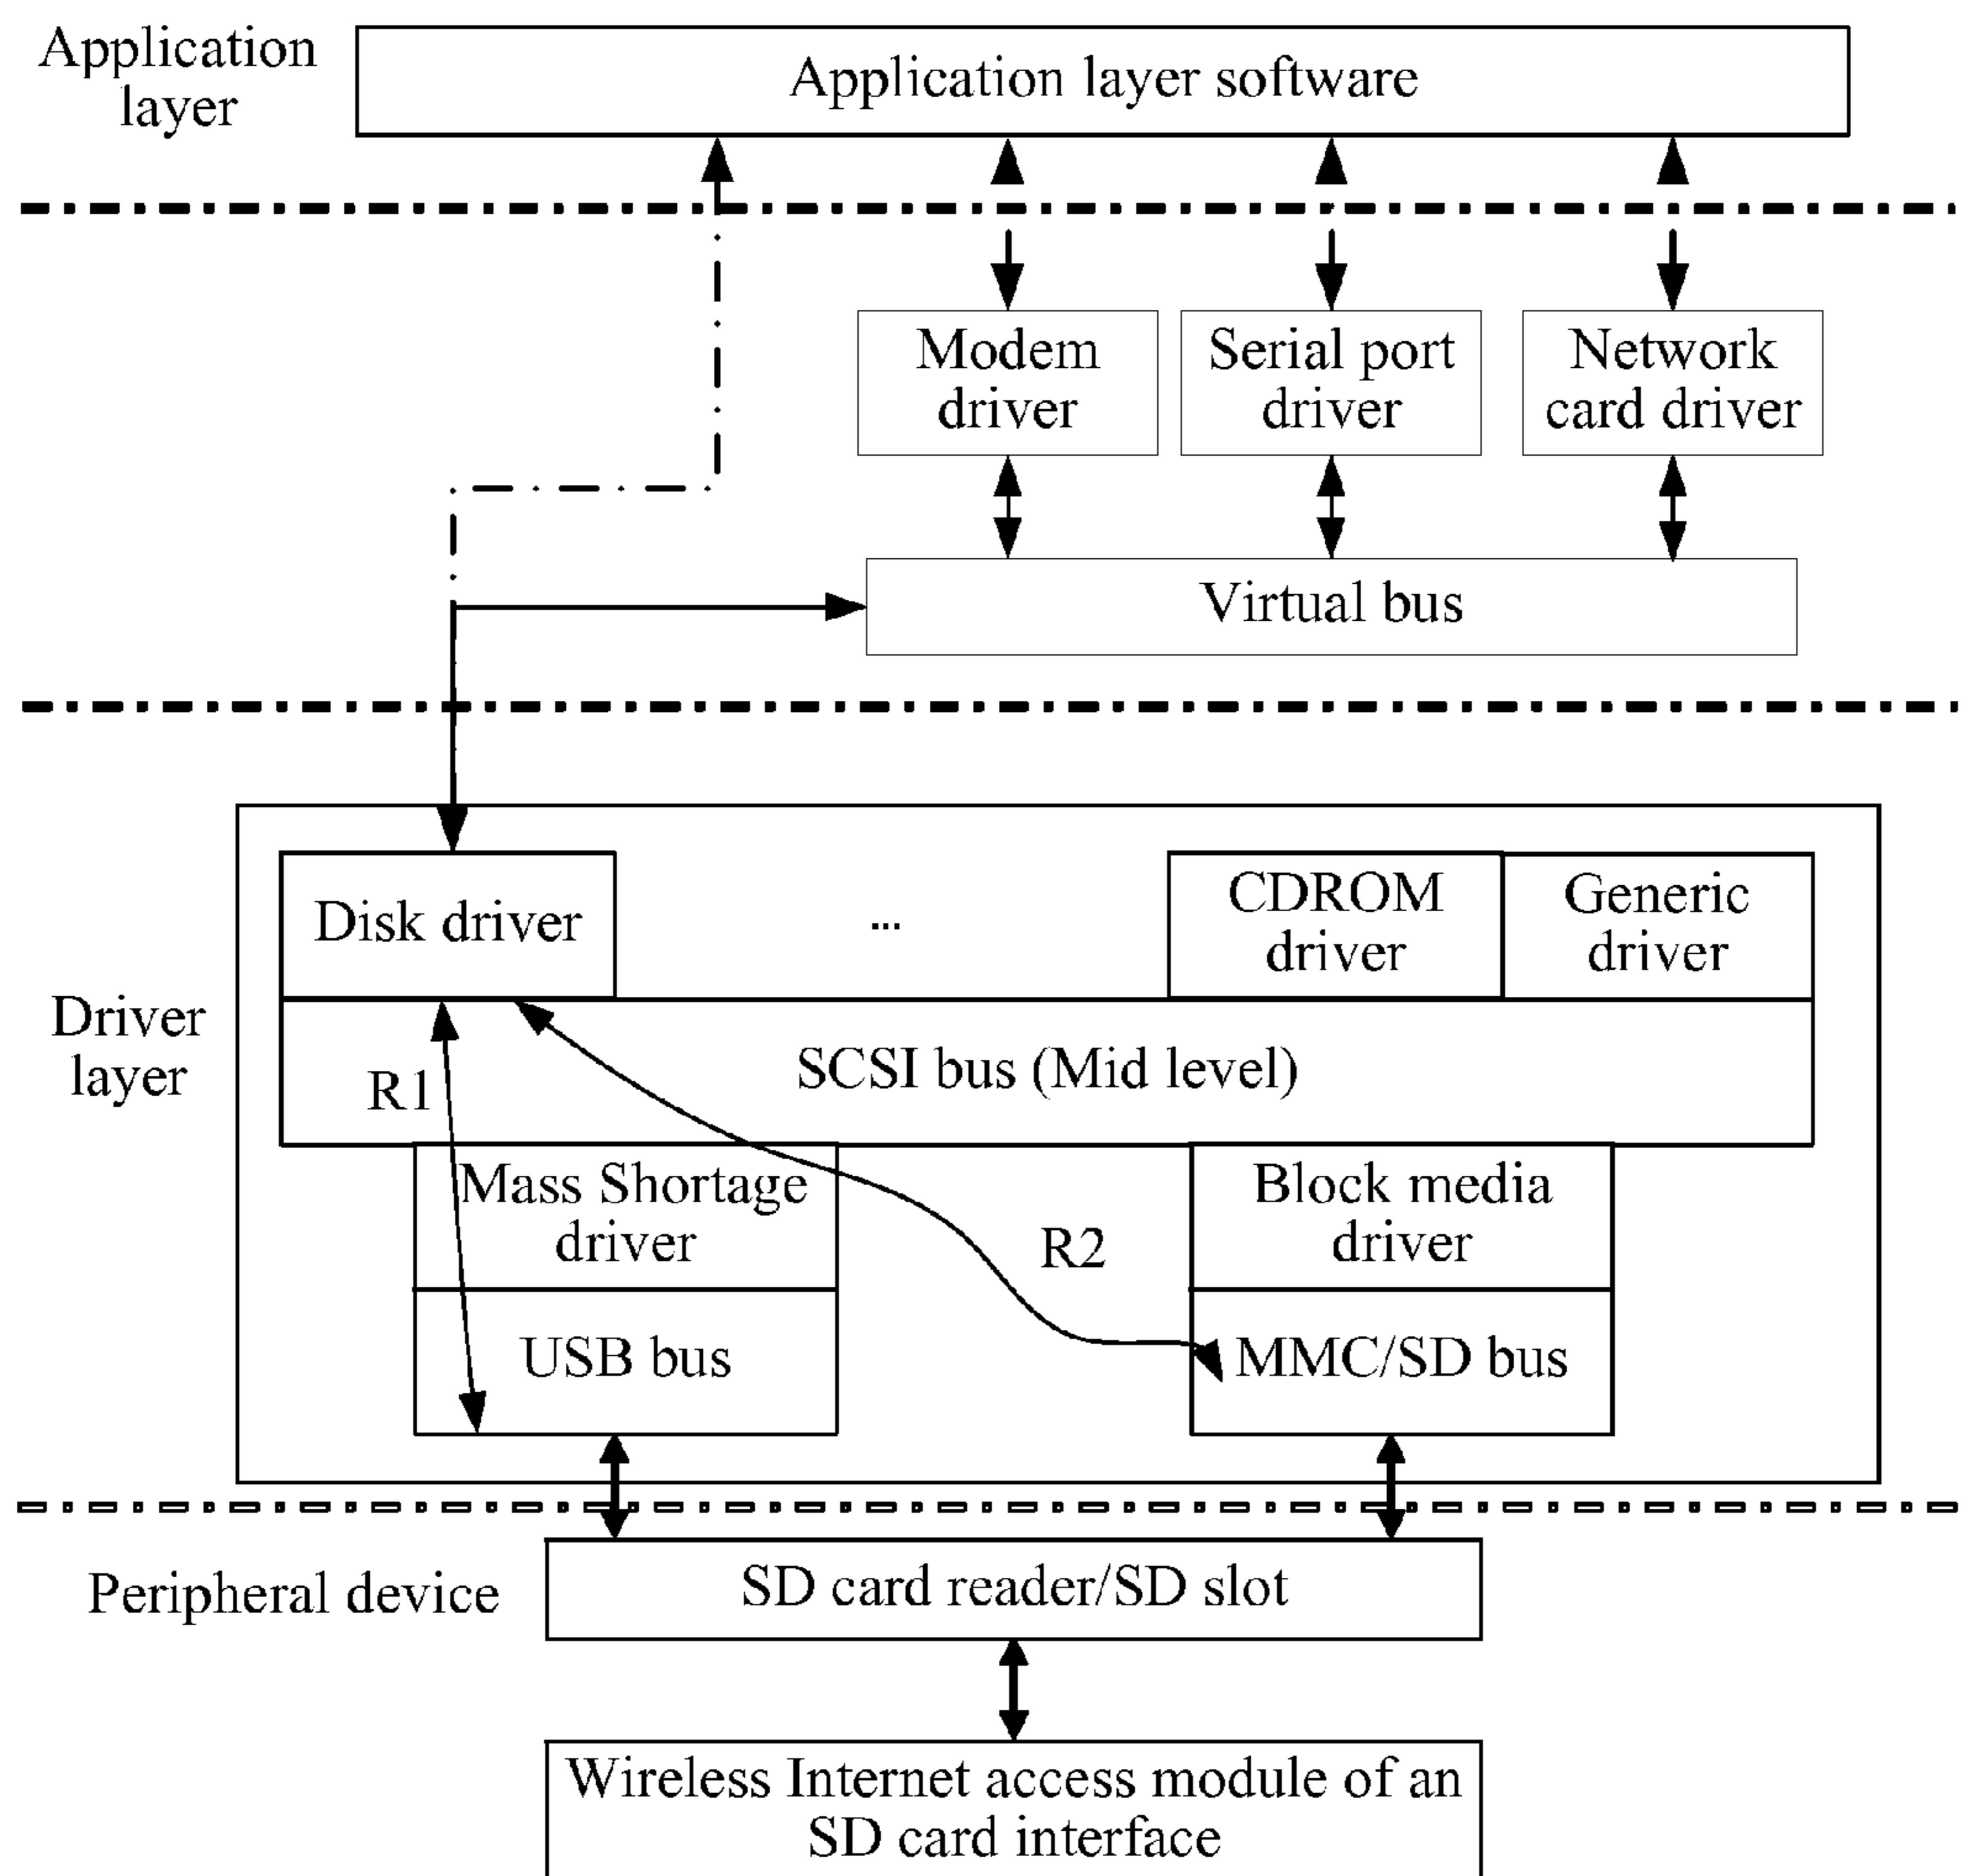 Application
layer
Application layer software
Modem
driver
Serial port
driver
Network
card driver
Virtual bus
Disk driver
...
CDROM
driver
Generic
driver
Driver
layer
SCSI bus (Mid level)
R1
Mass Shortage
driver
R2
Block media
driver
USB bus
MMC/SD bus
Peripheral device
SD card reader/SD slot
Wireless Internet access module of an
SD card interface